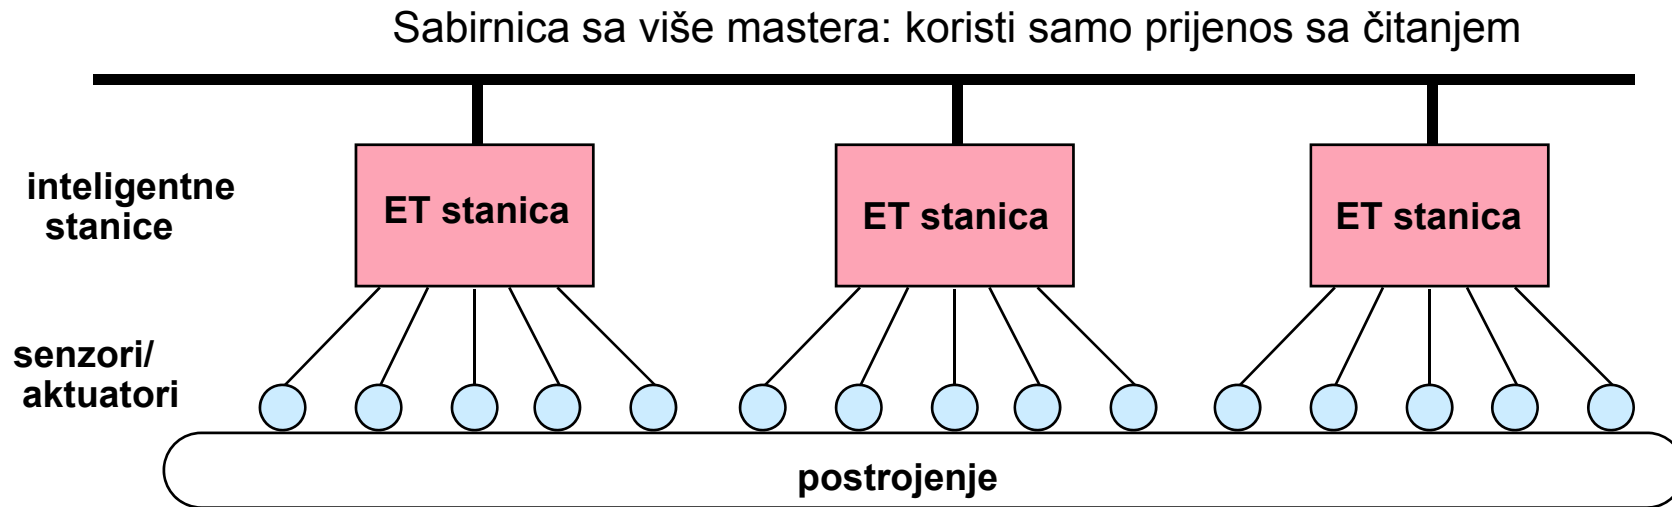 Sabirnica sa više mastera: koristi samo prijenos sa čitanjem
inteligentne
stanice
ET stanica
ET stanica
ET stanica
senzori/
aktuatori
postrojenje